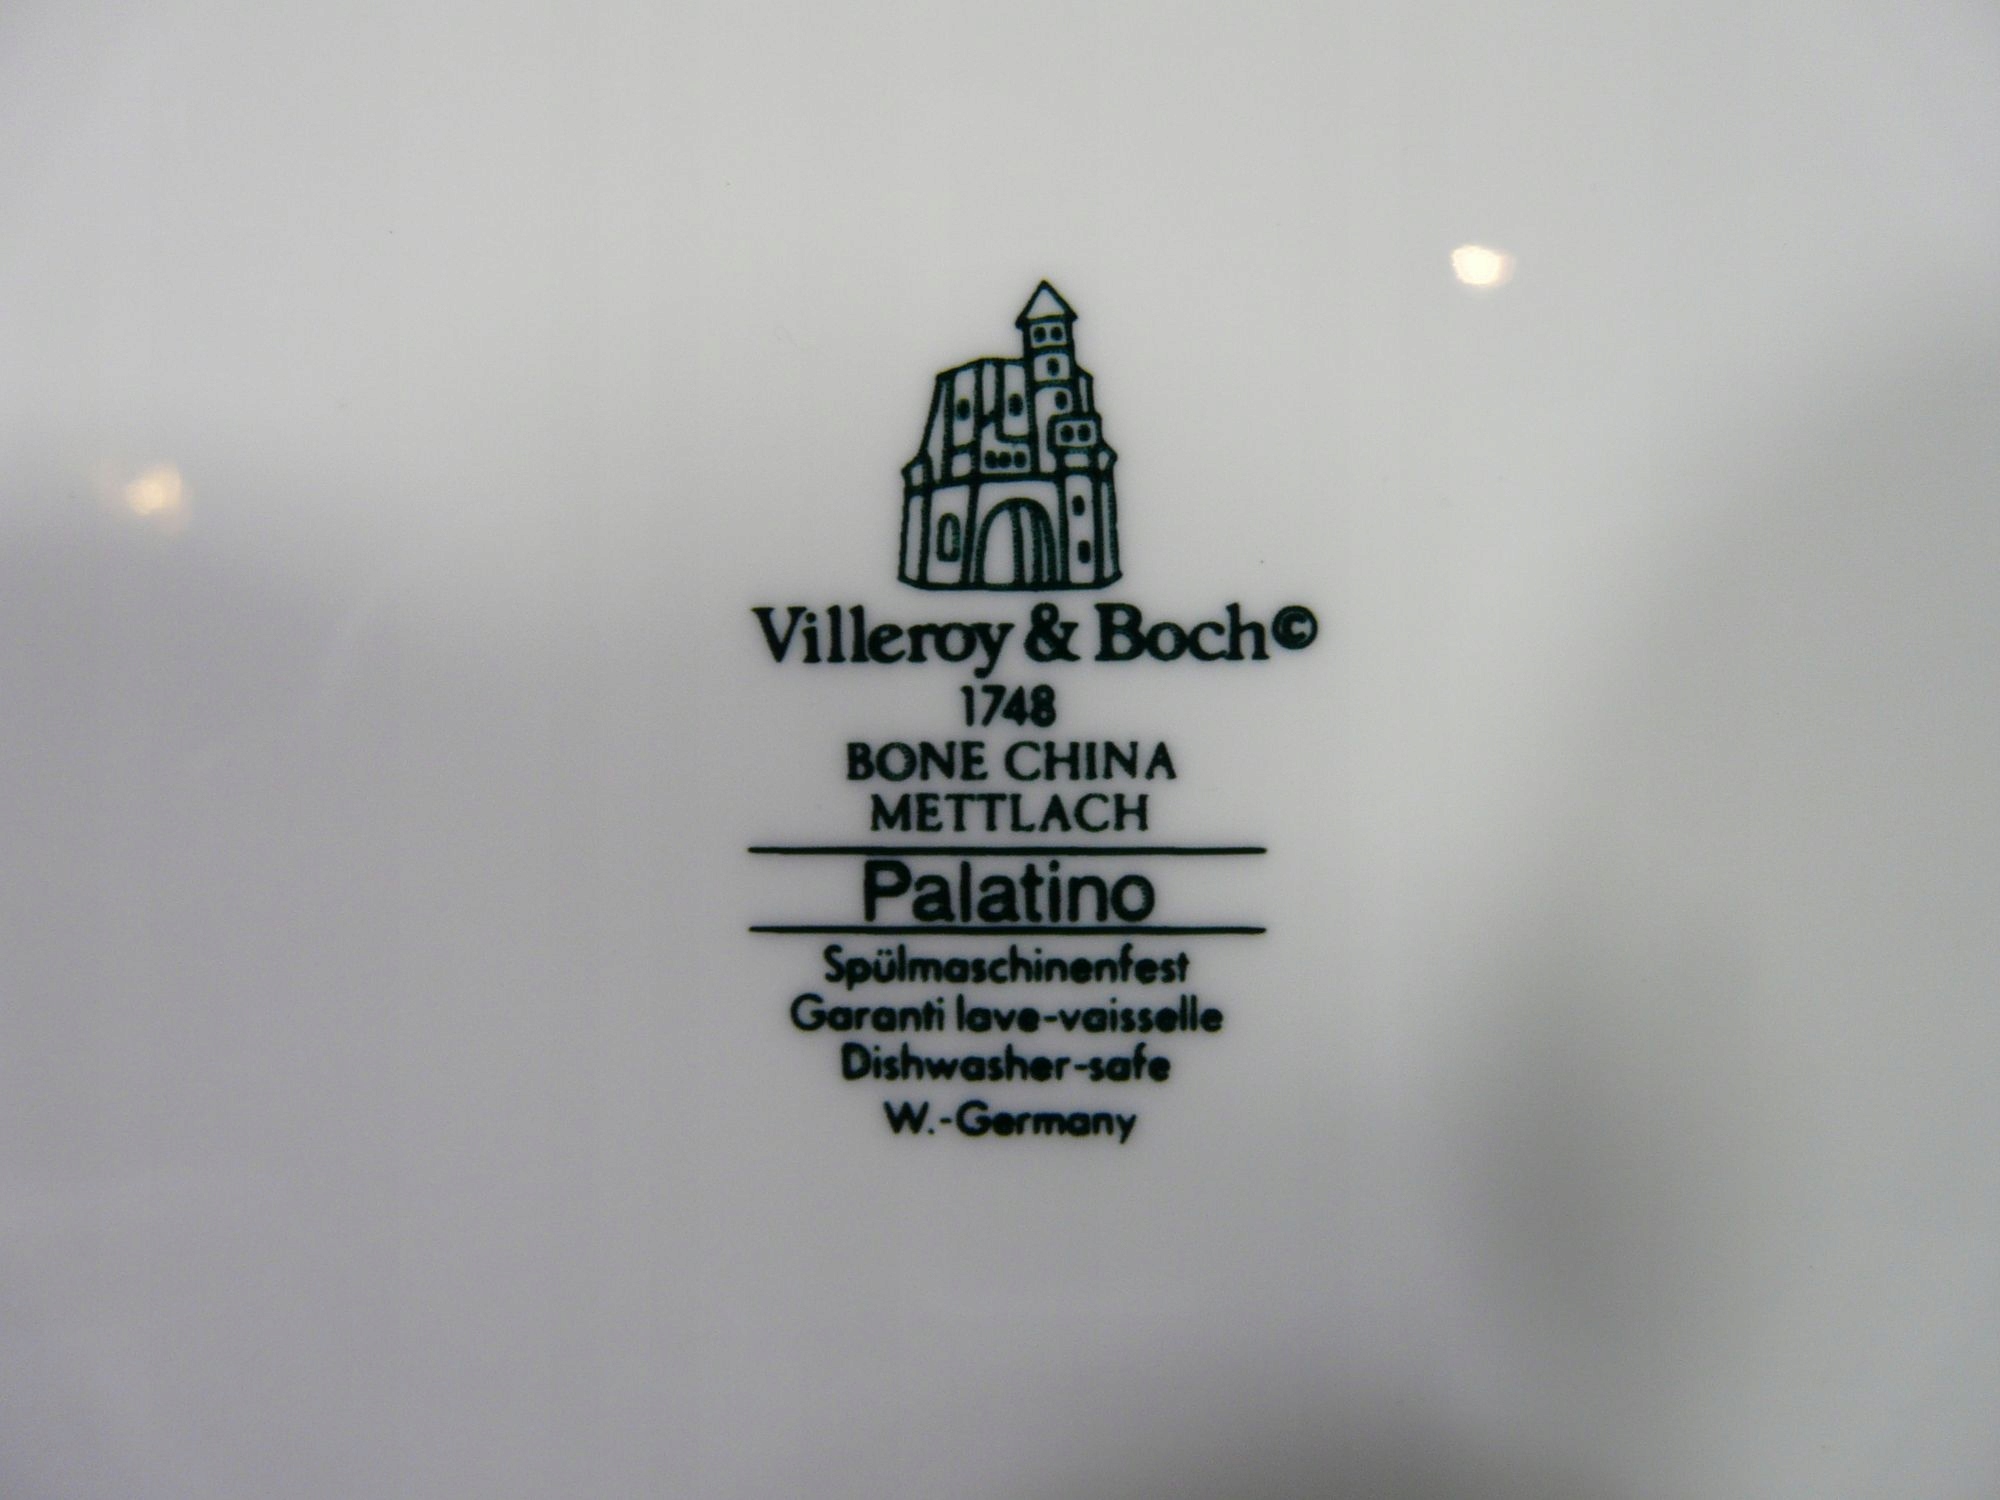 Villeroy & Boch©
1748
BONE CHINA
METTLACH
Palatino
Spülmaschinenfest
Garanti lave-vaisselle
Dishwasher-safe
W.-Germany